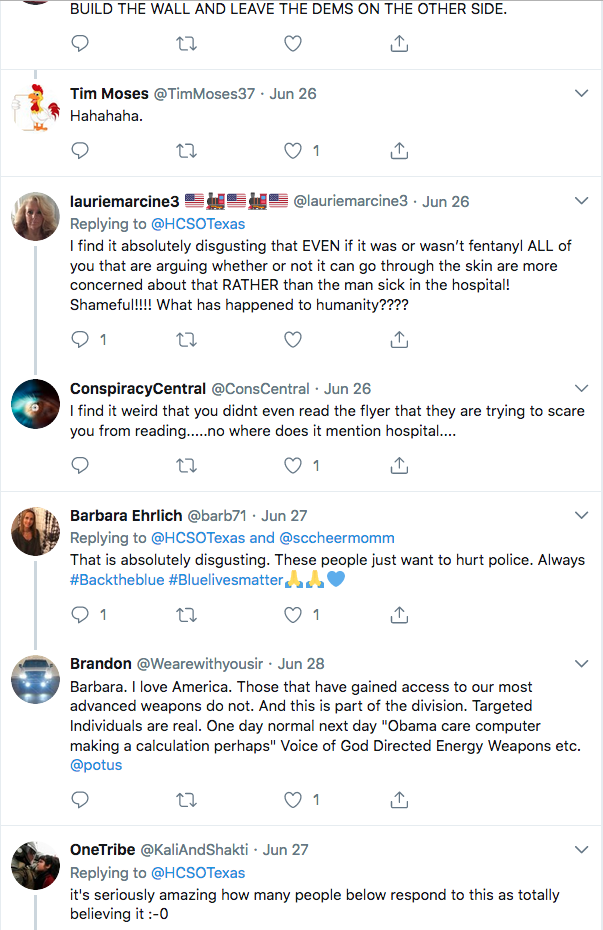 BUILD THE WALL AND LEAVE THE DEMS ON THE OTHER SIDE.
Tim Moses @TimMoses37 · Jun 26
Hahahaha.
1
lauriemarcine3 🇺🇸🚂🇺🇸🚂🇺🇸 @lauriemarcine3 · Jun 26
Replying to @HCSOTexas
I find it absolutely disgusting that EVEN if it was or wasn’t fentanyl ALL of
you that are arguing whether or not it can go through the skin are more
concerned about that RATHER than the man sick in the hospital!
Shameful!!!! What has happened to humanity????
1
ConspiracyCentral @ConsCentral · Jun 26
I find it weird that you didnt even read the flyer that they are trying to scare
you from reading.....no where does it mention hospital....
1
Barbara Ehrlich @barb71 · Jun 27
Replying to @HCSOTexas and @sccheermomm
That is absolutely disgusting. These people just want to hurt police. Always
#Backtheblue #Bluelivesmatter🙏🙏💙
1 1
Brandon @Wearewithyousir · Jun 28
Barbara. I love America. Those that have gained access to our most
advanced weapons do not. And this is part of the division. Targeted
Individuals are real. One day normal next day "Obama care computer
making a calculation perhaps" Voice of God Directed Energy Weapons etc.
@potus
1
OneTribe @KaliAndShakti · Jun 27
Replying to @HCSOTexas
it's seriously amazing how many people below respond to this as totally
believing it :-0